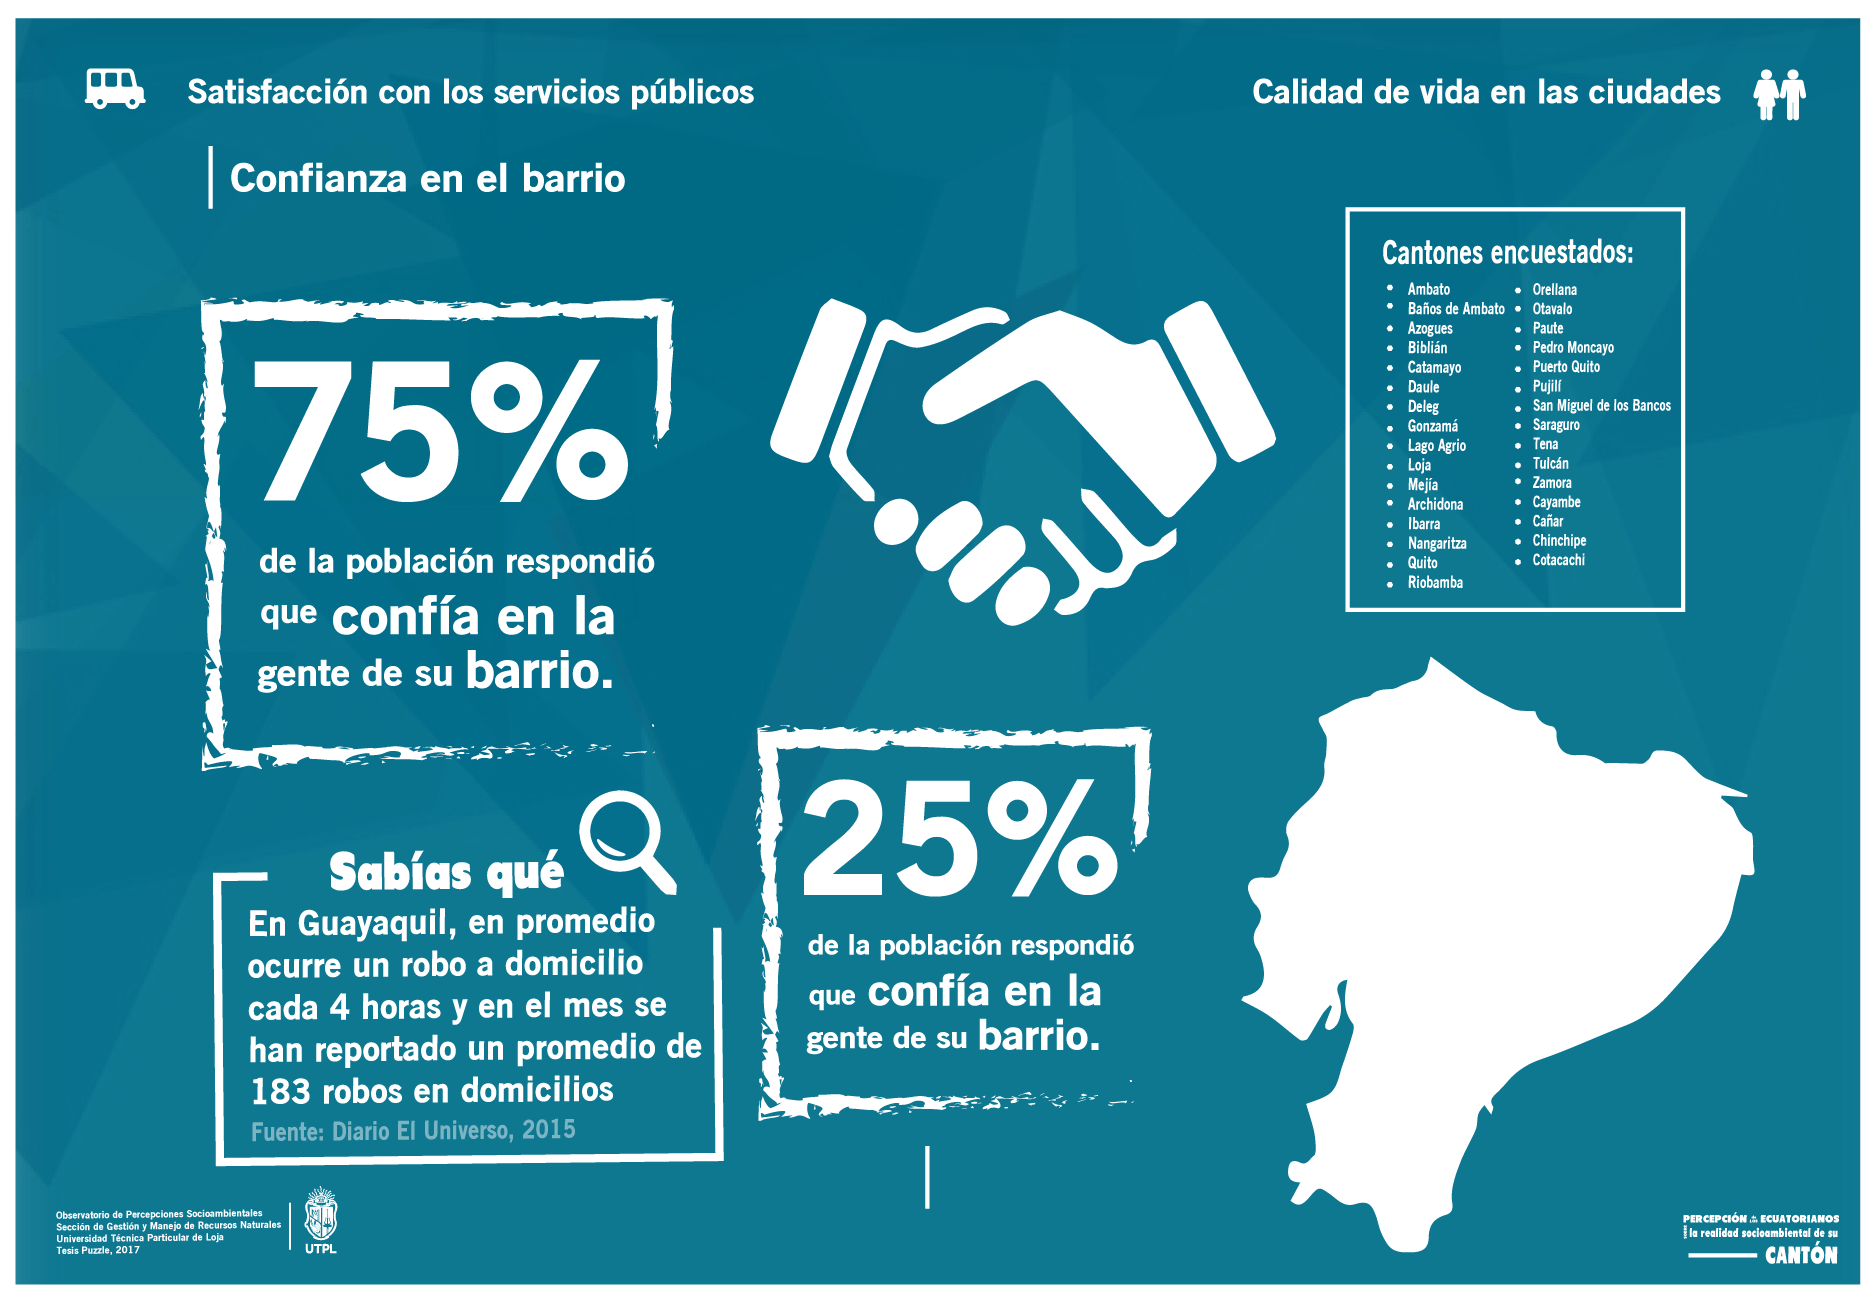 Satisfacción con los servicios públicos
Calidad de vida en las ciudades
Confianza en el barrio
75%
de la población respondió
que confía en la
gente de su barrio.
Cantones encuestados:
Ambato
Baños de Ambato
Azogues
Biblián
Catamayo
Daule
Deleg
Gonzamá
Lago Agrio
Loja
Mejía
Archidona
Ibarra
Nangaritza
Quito
Riobamba
Orellana
Otavalo
Paute
Pedro Moncayo
Puerto Quito
Pujilí
San Miguel de los Bancos
Saraguro
Tena
Tulcán
Zamora
Cayambe
Cañar
Chinchipe
Cotacachi
25%
de la población respondió
que confía en la
gente de su barrio.
Sabías qué
En Guayaquil, en promedio
ocurre un robo a domicilio
cada 4 horas y en el mes se
han reportado un promedio de
183 robos en domicilios
Fuente: Diario El Universo, 2015
Observatorio de Percepciones Socioambientales
Sección de Gestión y Manejo de Recursos Naturales
Universidad Técnica Particular de Loja
Tesis Puzzle, 2017
UTPL
PERCEPCIÓN ECUATORIANOS
la realidad socioambiental de su
CANTÓN